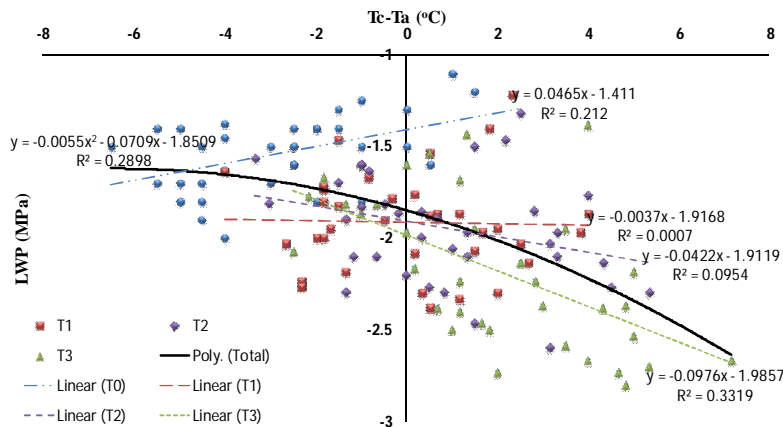 Tc-Ta (°C)
-8 -6 -4 -2 0 2 4 6 8
-1
y = 0.0465x - 1.411
R² = 0.212
y = -0.0055x² - 0.0709x - 1.8509
R² = 0.2898
-1.5
LWP (MPa)
-2
y = -0.0037x - 1.9168
R² = 0.0007
y = -0.0422x - 1.9119
R² = 0.0954
-2.5
y = -0.0976x - 1.9857
R² = 0.3319
-3
T1 T2
T3 Poly. (Total)
Linear (T0) Linear (T1)
Linear (T2) Linear (T3)